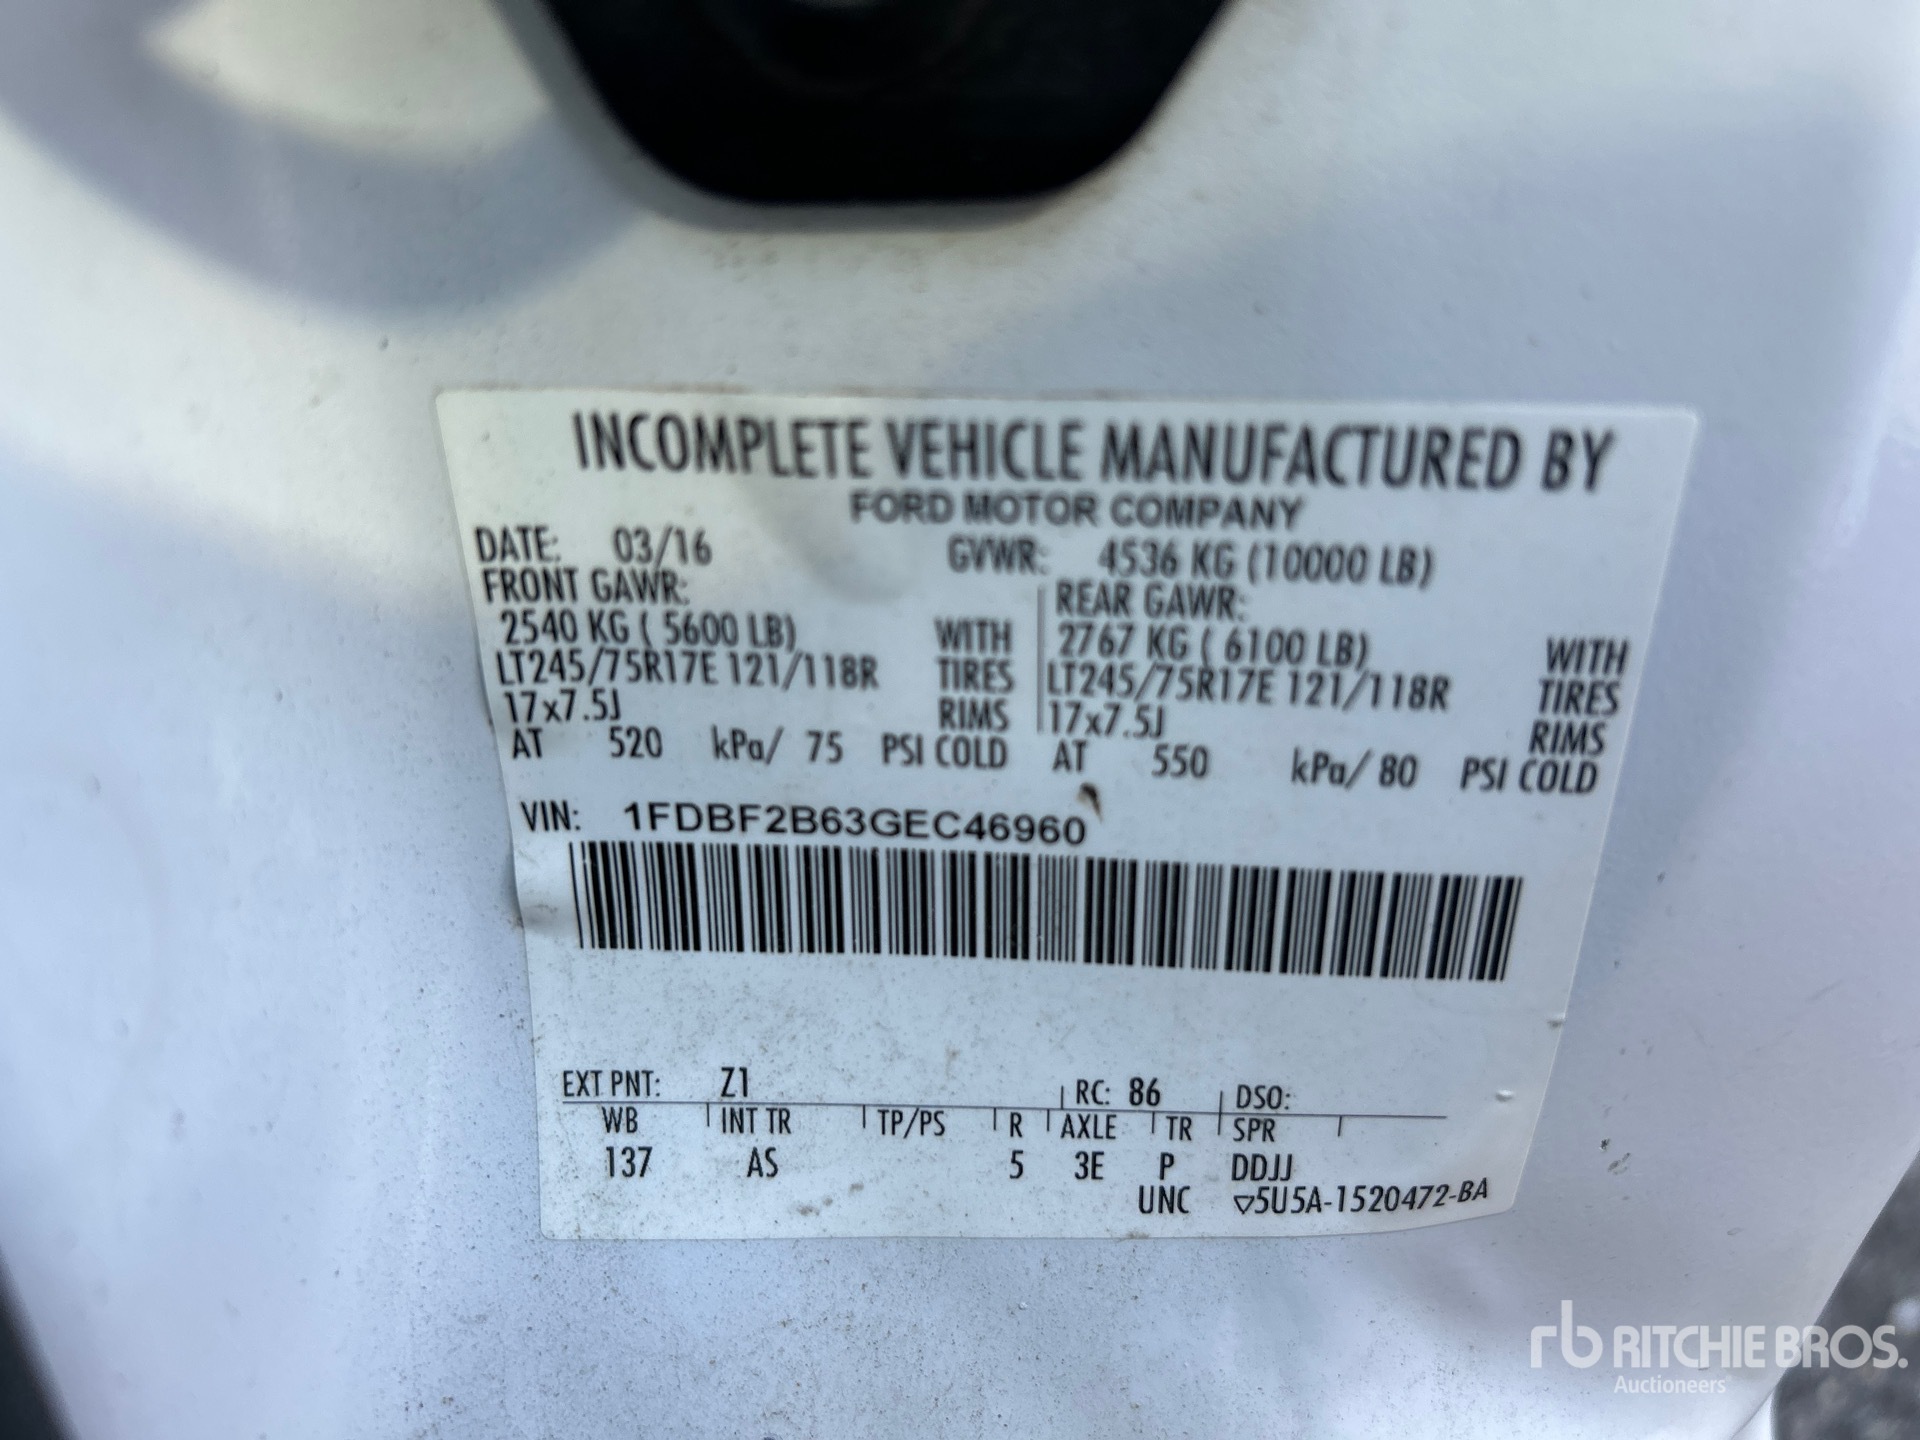 INCOMPLETE VEHICLE MANUFACTURED BY
FORD MOTOR COMPANY
DATE: 03/16 GVWR: 4536 KG (10000 LB)
FRONT GAWR: REAR GAWR:
2540 KG ( 5600 LB) WITH 2767 KG ( 6100 LB) WITH
LT245/75R17E 121/118R TIRES LT245/75R17E 121/118R TIRES
17x7.5J RIMS 17x7.5J RIMS
AT 520 kPa/ 75 PSI COLD AT 550 kPa/ 80 PSI COLD
VIN: 1FDBF2B63GEC46960
EXT PNT: Z1 RC: 86 DSO:
WB INT TR TP/PS R AXLE TR SPR
137 AS 5 3E P DDJJ
UNC ▽5U5A-1520472-BA
rb RITCHIE BROS.
Auctioneers